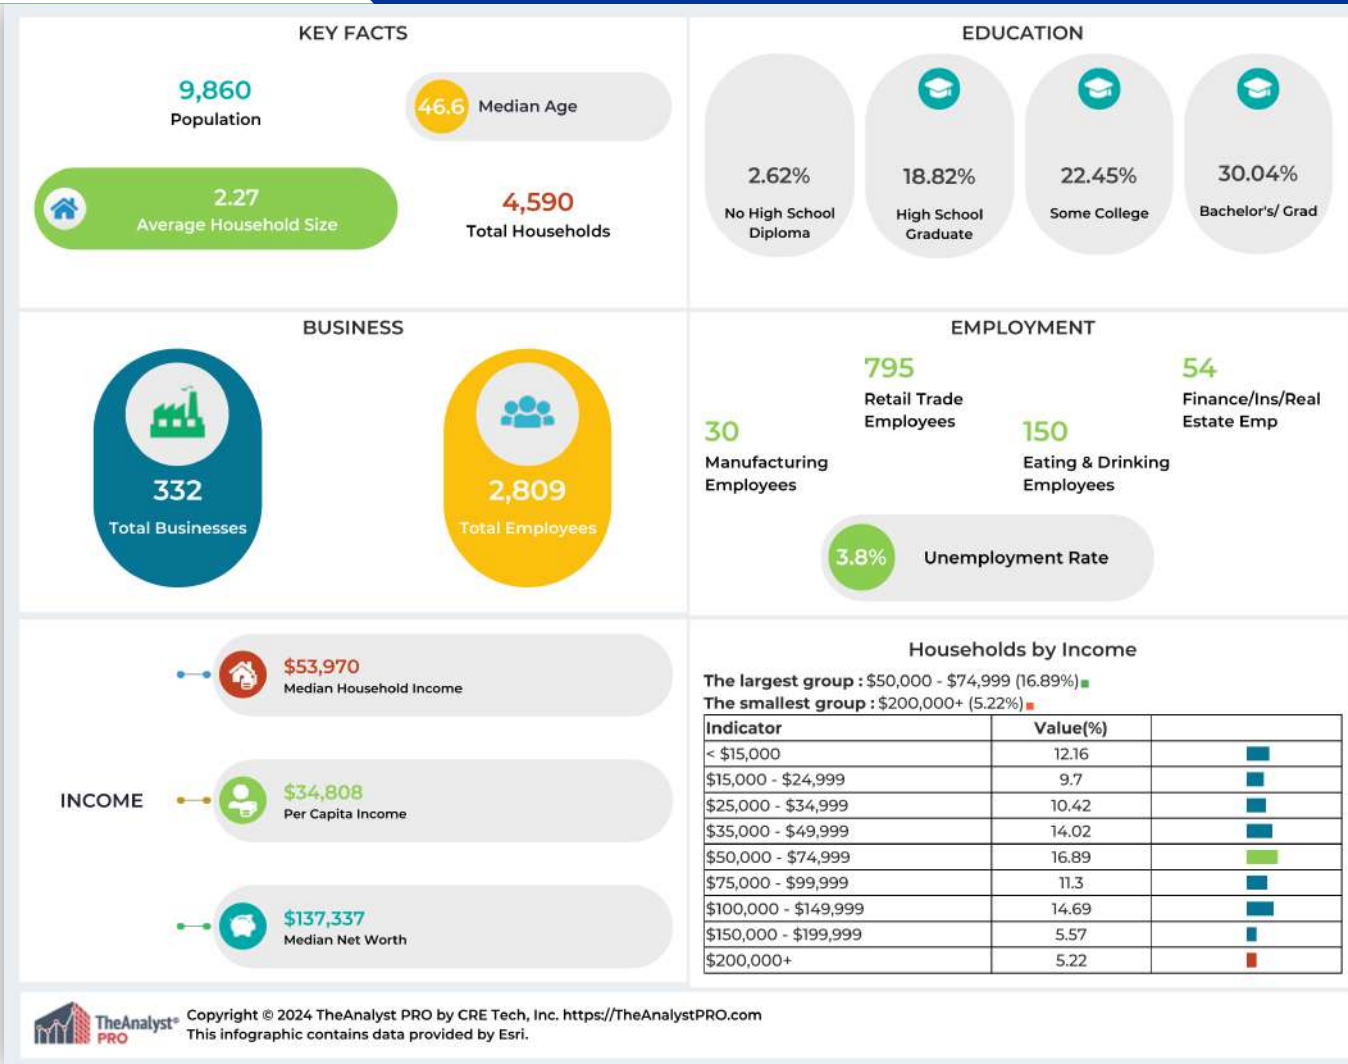 KEY FACTS
9,860
Population
46.6 Median Age
2.27
Average Household Size
4,590
Total Households
EDUCATION
2.62%
No High School
Diploma
18.82%
High School
Graduate
22.45%
Some College
30.04%
Bachelor's/ Grad
BUSINESS
332
Total Businesses
2,809
Total Employees
EMPLOYMENT
30
Manufacturing
Employees
795
Retail Trade
Employees
150
Eating & Drinking
Employees
54
Finance/Ins/Real
Estate Emp
3.8% Unemployment Rate
INCOME
$53,970
Median Household Income
$34,808
Per Capita Income
$137,337
Median Net Worth
Households by Income
The largest group : $50,000 - $74,999 (16.89%)
The smallest group : $200,000+ (5.22%)
Indicator Value(%)
< $15,000 12.16
$15,000 - $24,999 9.7
$25,000 - $34,999 10.42
$35,000 - $49,999 14.02
$50,000 - $74,999 16.89
$75,000 - $99,999 11.3
$100,000 - $149,999 14.69
$150,000 - $199,999 5.57
$200,000+ 5.22
TheAnalyst®
PRO
Copyright © 2024 TheAnalyst PRO by CRE Tech, Inc. https://TheAnalystPRO.com
This infographic contains data provided by Esri.